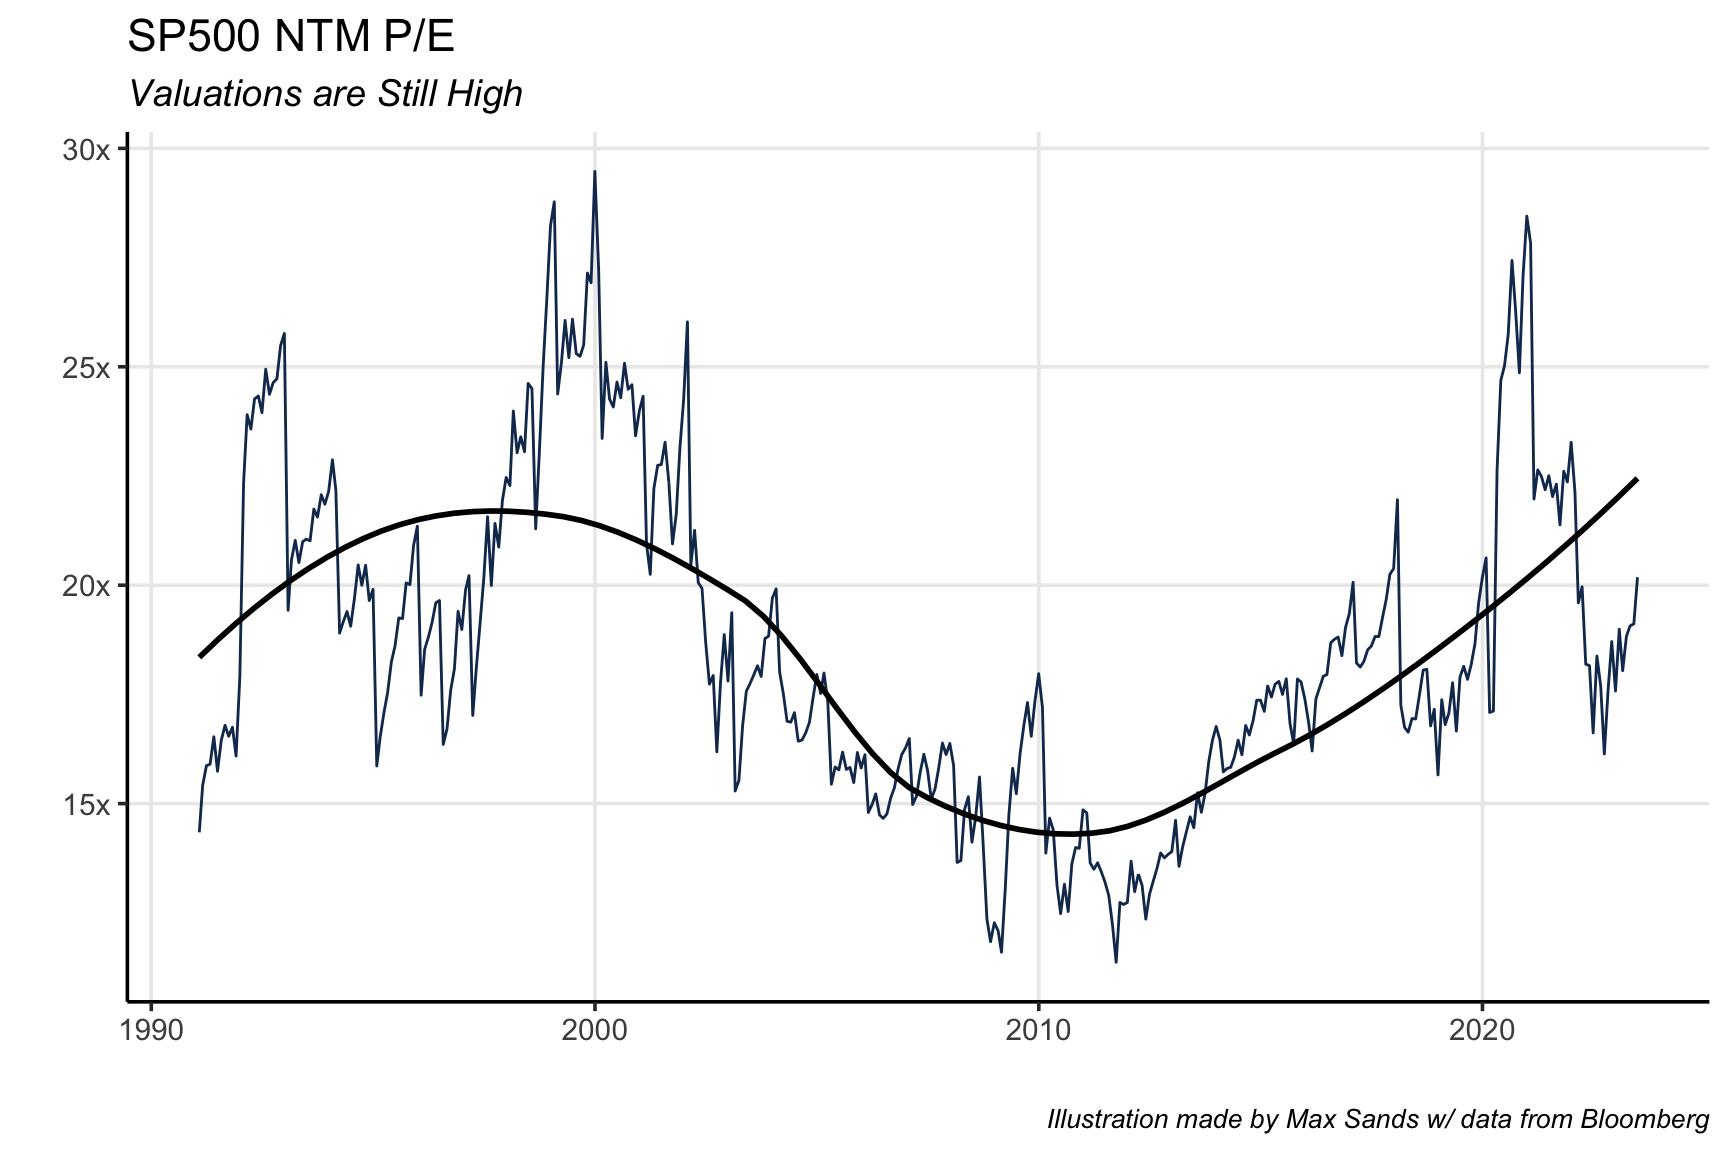 SP500 NTM P/E
Valuations are Still High
30x
25x
20x
15x
1990
2000
2010
2020
Illustration made by Max Sands w/ data from Bloomberg